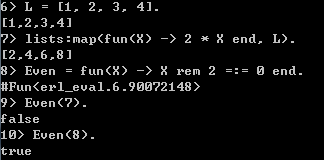 6> L = [1, 2, 3, 4].
[1,2,3,4]
7> lists:map(fun(X) -> 2 * X end, L).
[2,4,6,8]
8> Even = fun(X) -> X rem 2 =:= 0 end.
#Fun<erl_eval.6.90072148>
9> Even(7).
false
10> Even(8).
true